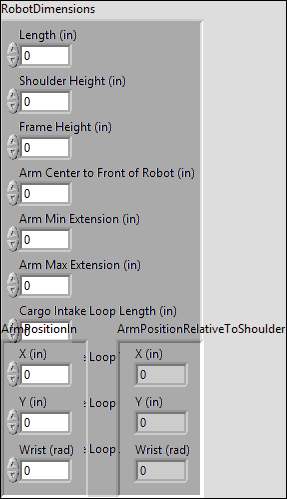 RobotDimensions
Length (in)
0
Shoulder Height (in)
0
Frame Height (in)
0
Arm Center to Front of Robot (in)
0
Arm Min Extension (in)
0
Arm Max Extension (in)
0
Cargo Intake Loop Length (in)
ArmPositionIn ArmPositionRelativeToShoulder
X (in) e Loop X (in)
0 0
Y (in) e Loop Y (in)
0 0
Wrist (rad) e Loop Wrist (rad)
0 0